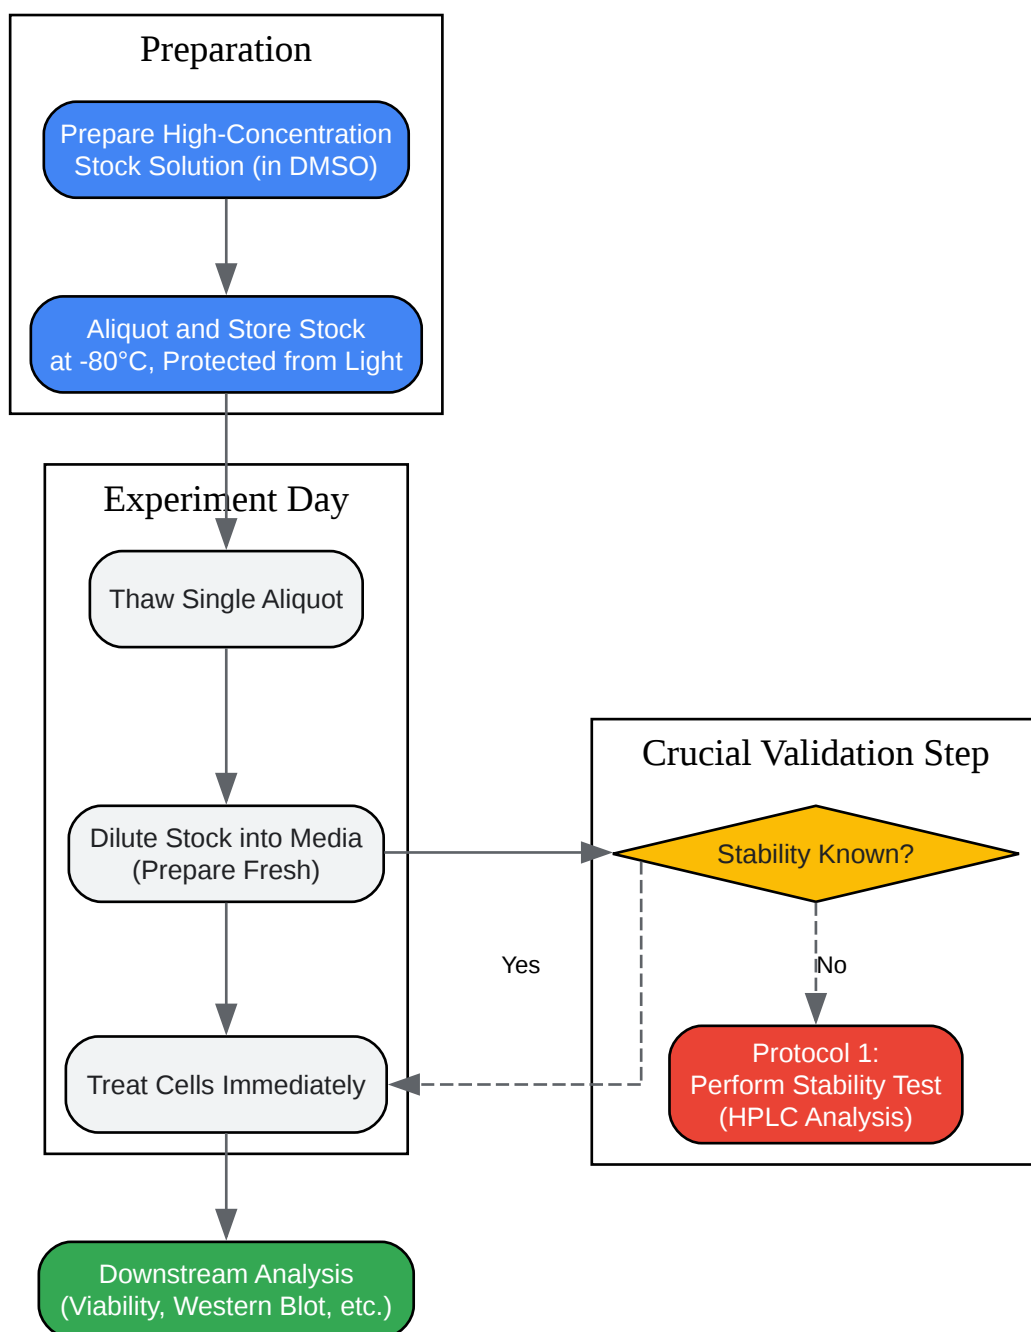 Preparation
Prepare High-Concentration
Stock Solution (in DMSO)
Aliquot and Store Stock
at -80°C, Protected from Light
Experiment Day
Thaw Single Aliquot
Dilute Stock into Media
(Prepare Fresh)
Treat Cells Immediately
Crucial Validation Step
Stability Known?
Yes
No
Protocol 1:
Perform Stability Test
(HPLC Analysis)
Downstream Analysis
(Viability, Western Blot, etc.)